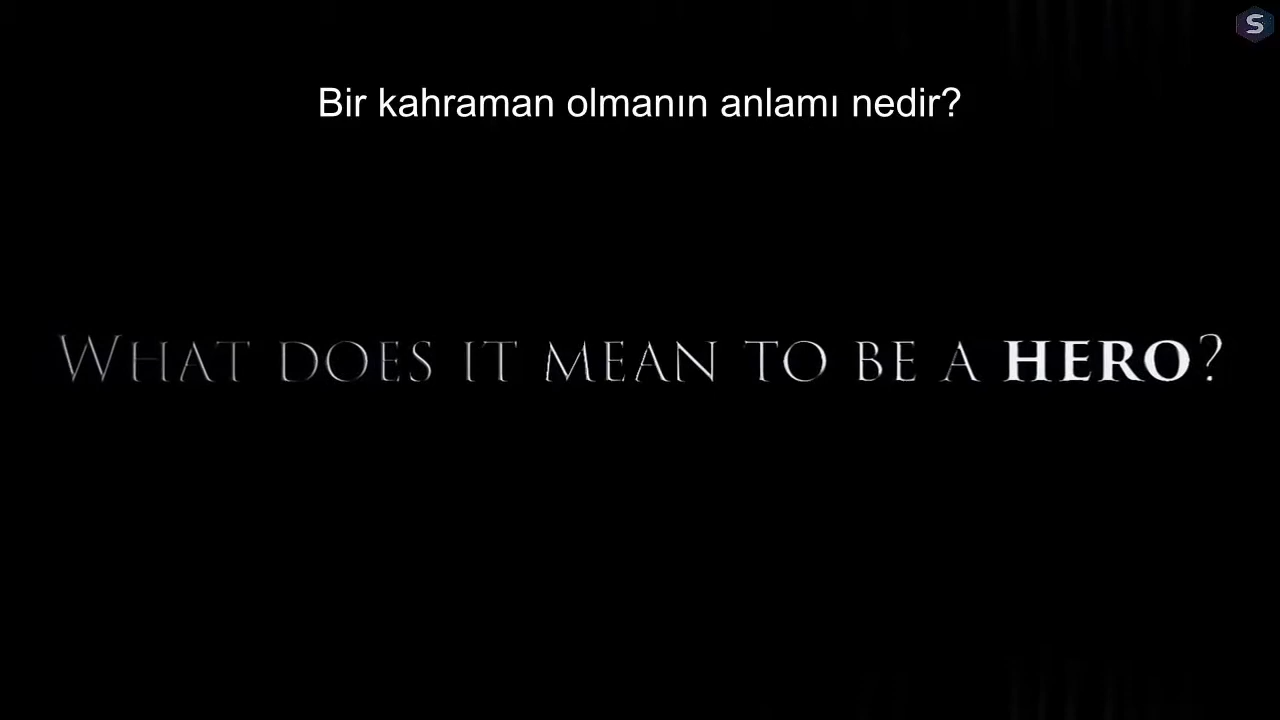 S
Bir kahraman olmanın anlamı nedir?
WHAT DOES IT MEAN TO BE A HERO?